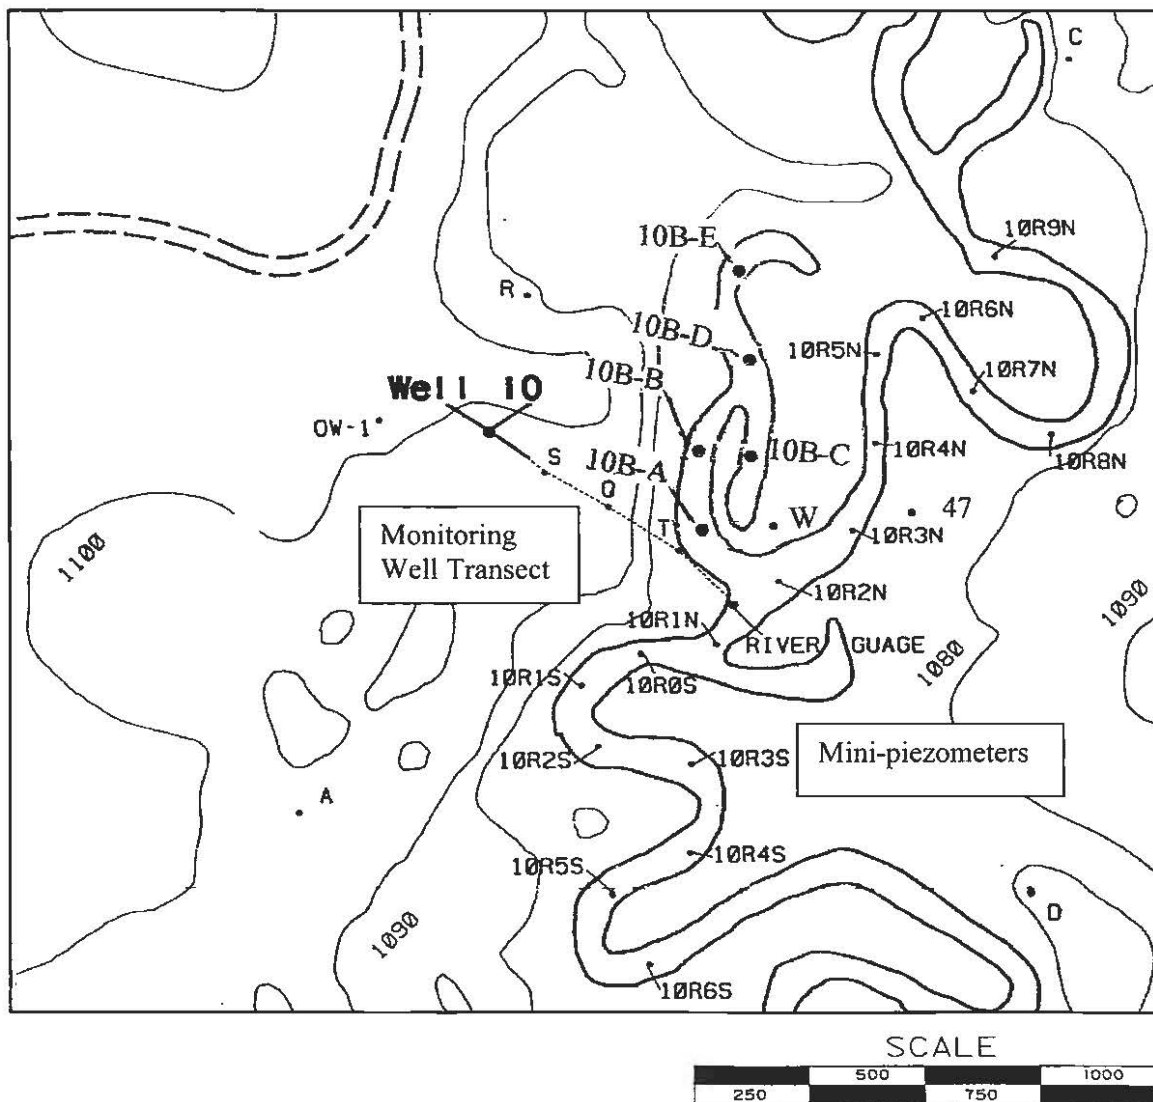 C
10B-E
10R9N
R
10B-D
10R6N
10B-B
10R5N
10R7N
Well 10
OW-1
10R4N
10B-C
10R8N
S
10B-A
Q
47
W
T
10R3N
Monitoring
Well Transect
1100
10R2N
1090
10R1N
RIVER GUAGE
1080
10R1S
10R0S
10R2S
10R3S
Mini-piezometers
A
10R4S
10R5S
D
1090
10R6S
SCALE
500 1000
250 750